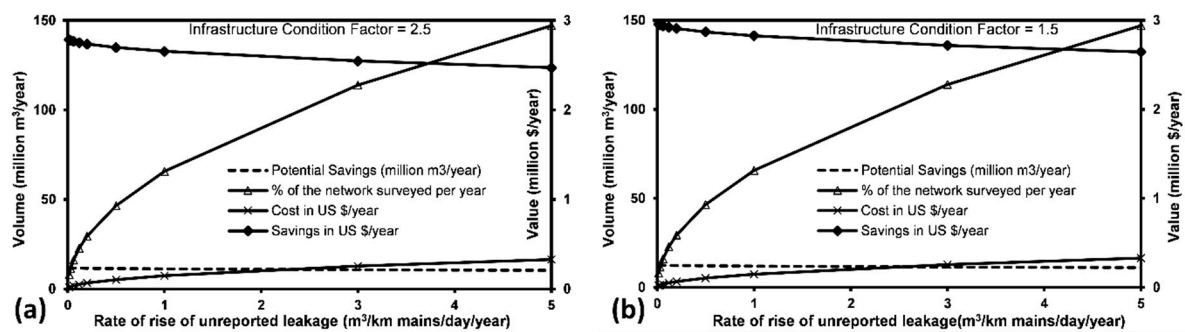 Infrastructure Condition Factor = 2.5
150
100
50
0
3
2
1
0
Volume (million m³/year)
Value (million $/year)
Potential Savings (million m3/year)
% of the network surveyed per year
Cost in US $/year
Savings in US $/year
0 1 2 3 4 5
(a)
Rate of rise of unreported leakage (m³/km mains/day/year)
Infrastructure Condition Factor = 1.5
150
100
50
0
3
2
1
0
Volume (million m³/year)
Value (million $/year)
Potential Savings (million m3/year)
% of the network surveyed per year
Cost in US $/year
Savings in US $/year
0 1 2 3 4 5
(b)
Rate of rise of unreported leakage(m³/km mains/day/year)